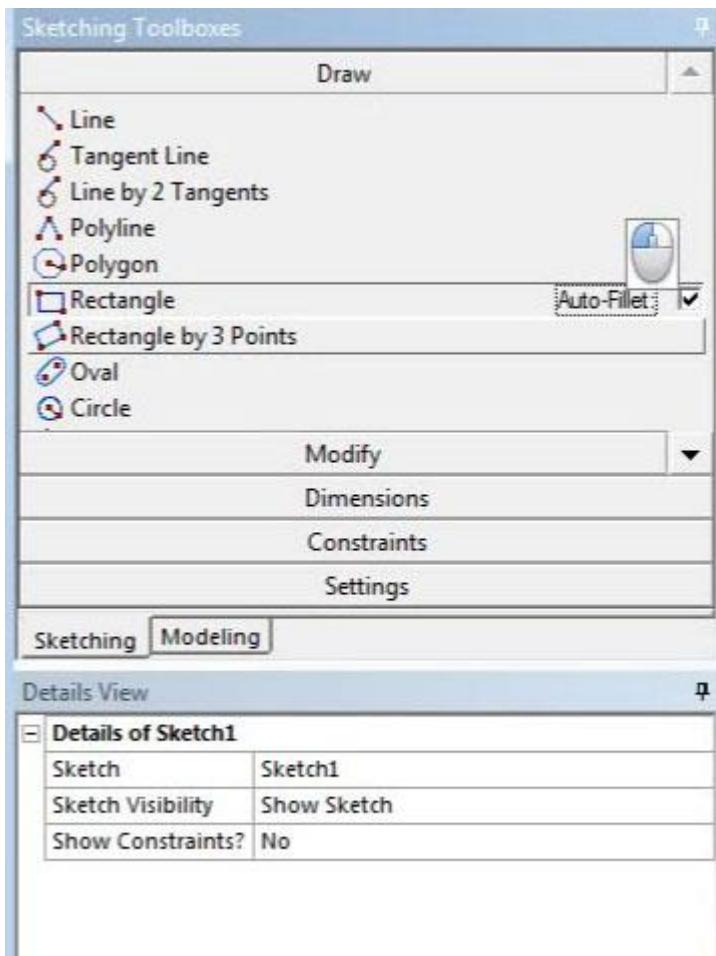 Sketching Toolboxes
Draw
Line
Tangent Line
Line by 2 Tangents
Polyline
Polygon
Rectangle Auto-Fillet:
Rectangle by 3 Points
Oval
Circle
Modify
Dimensions
Constraints
Settings
Sketching Modeling
Details View
Details of Sketch1
Sketch Sketch1
Sketch Visibility Show Sketch
Show Constraints? No